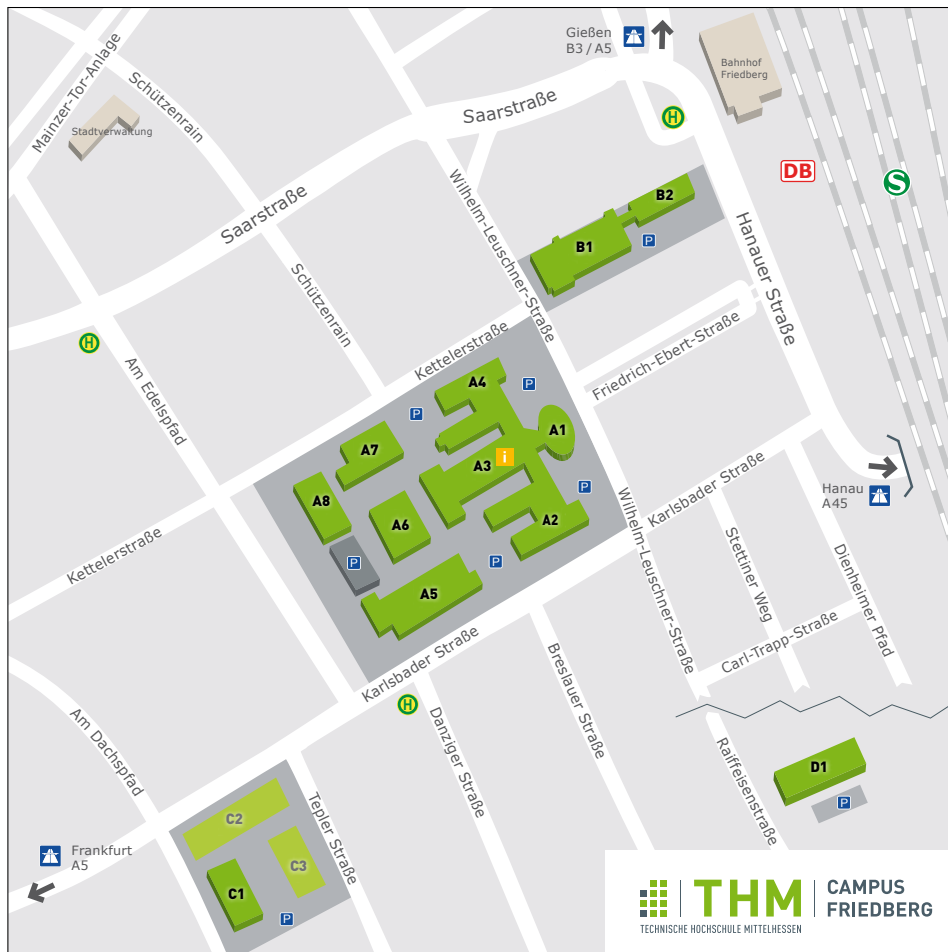 Gießen
B3 / A5
Bahnhof
Friedberg
Mainzer-Tor-Anlage
Schützenrain
Stadtverwaltung
Saarstraße
H
DB
S
Saarstraße
Wilhelm-Leuschner-Straße
B2
B1
P
Hanauer Straße
Schützenrain
H
Am Edelspfad
Kettelerstraße
Friedrich-Ebert-Straße
A4
P
P
A1
A7
A3
i
A8
A6
A2
P
P
P
A5
Karlsbader Straße
Hanau
A45
Wilhelm-Leuschner-Straße
Stettiner Weg
Dienheimer Pfad
Carl-Trapp-Straße
Kettelerstraße
Karlsbader Straße
H
Breslauer Straße
Danziger Straße
Am Dachspfad
Raiffeisenstraße
D1
P
Tepler Straße
C2
C3
C1
P
Frankfurt
A5
THM
CAMPUS
FRIEDBERG
TECHNISCHE HOCHSCHULE MITTELHESSEN